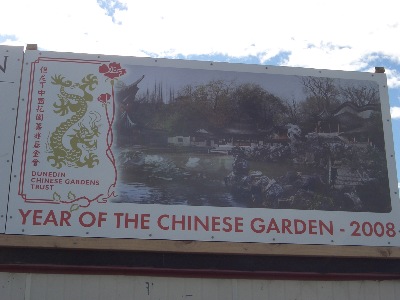 DUNEDIN
CHINESE GARDENS
TRUST
YEAR OF THE CHINESE GARDEN - 2008